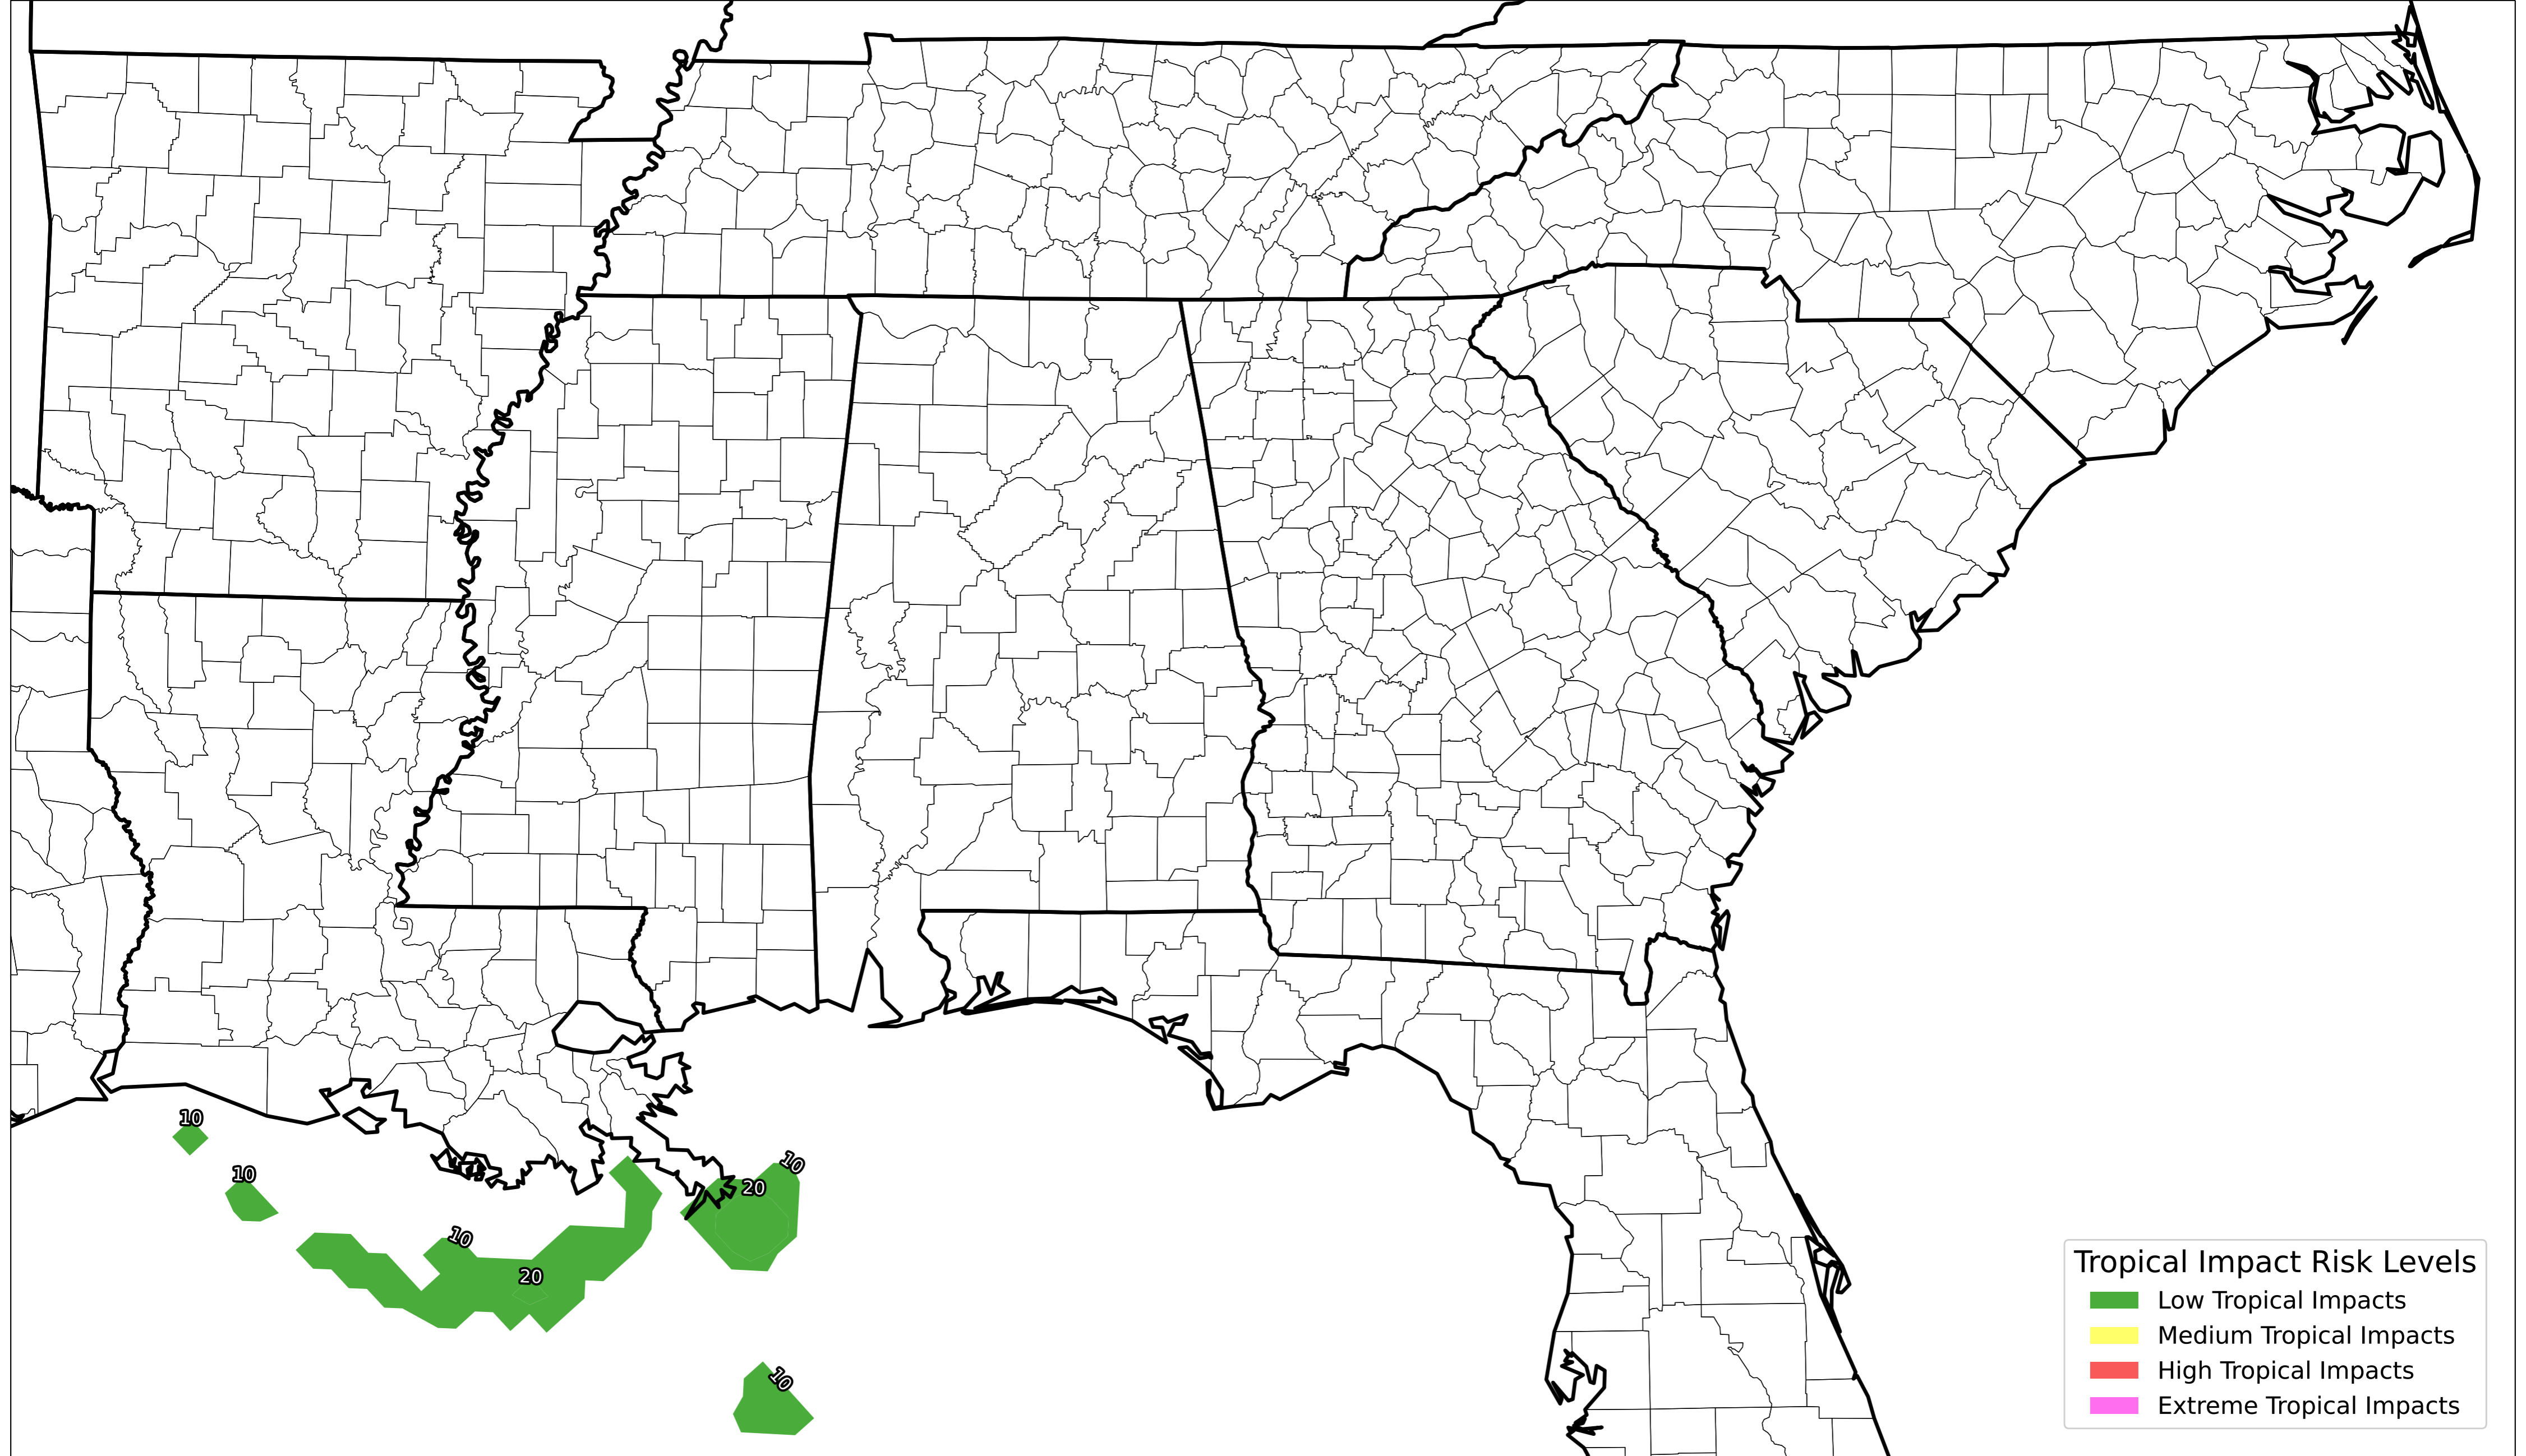 10
10
10
20
10
20
10
Tropical Impact Risk Levels
Low Tropical Impacts
Medium Tropical Impacts
High Tropical Impacts
Extreme Tropical Impacts